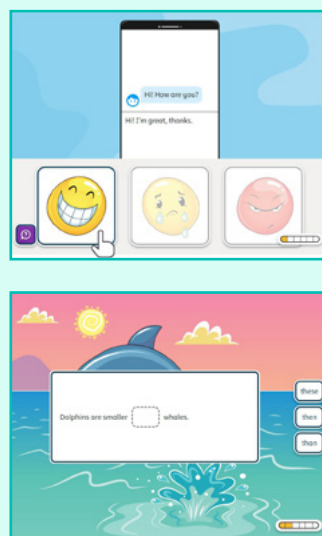 Hi! How are you?
Hi! I'm great, thanks.
Dolphins are smaller whales.
these
then
than